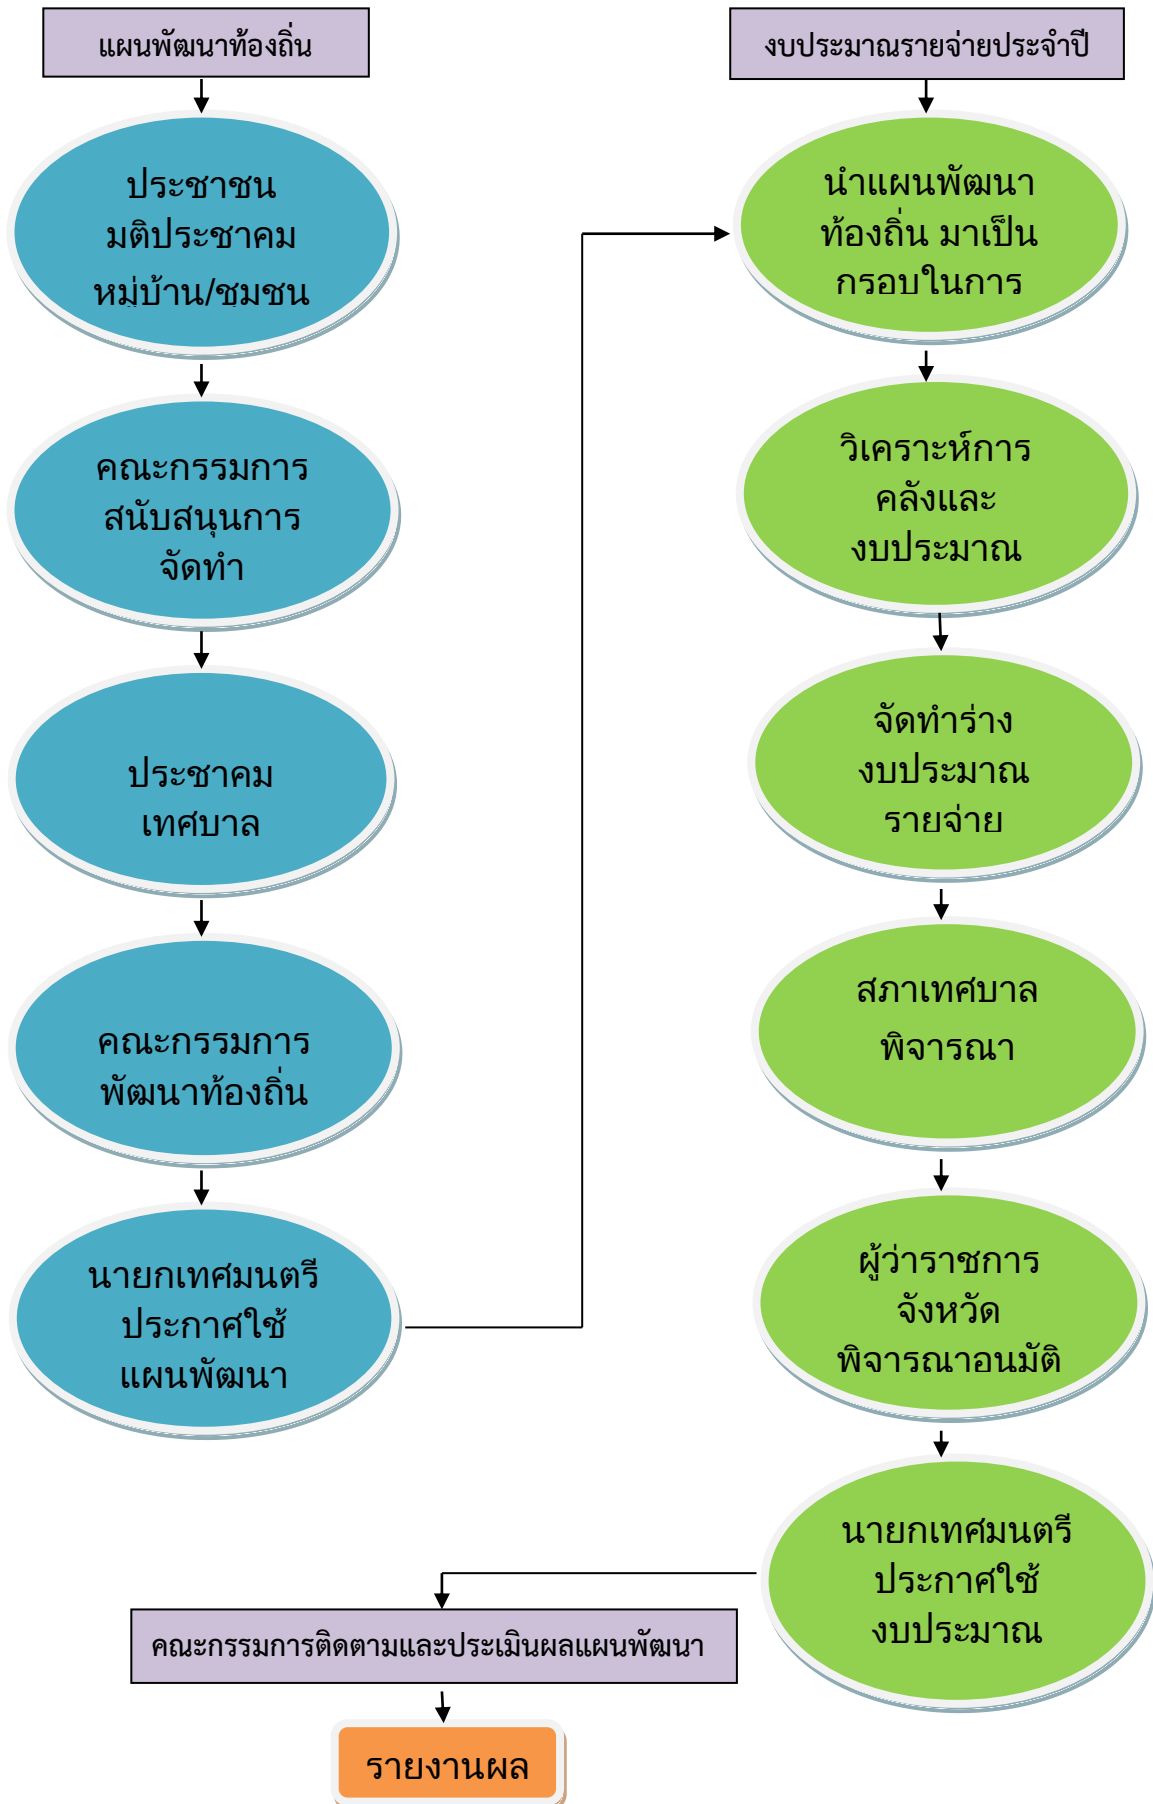 แผนพัฒนาท้องถิ่น
ประชาชน
มติประชาคม
หมู่บ้าน/ชุมชน
คณะกรรมการ
สนับสนุนการ
จัดทำ
ประชาคม
เทศบาล
คณะกรรมการ
พัฒนาท้องถิ่น
นายกเทศมนตรี
ประกาศใช้
แผนพัฒนา
งบประมาณรายจ่ายประจำปี
นำแผนพัฒนา
ท้องถิ่น มาเป็น
กรอบในการ
วิเคราะห์การ
คลังและ
งบประมาณ
จัดทำร่าง
งบประมาณ
รายจ่าย
สภาเทศบาล
พิจารณา
ผู้ว่าราชการ
จังหวัด
พิจารณาอนุมัติ
นายกเทศมนตรี
ประกาศใช้
งบประมาณ
คณะกรรมการติดตามและประเมินผลแผนพัฒนา
รายงานผล